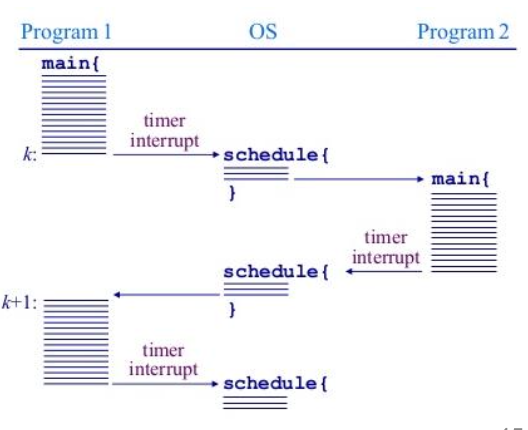 Program 1 OS Program 2
main{
timer
interrupt
k:
schedule{
}
main{
timer
interrupt
schedule{
k+1:
}
timer
interrupt
schedule{